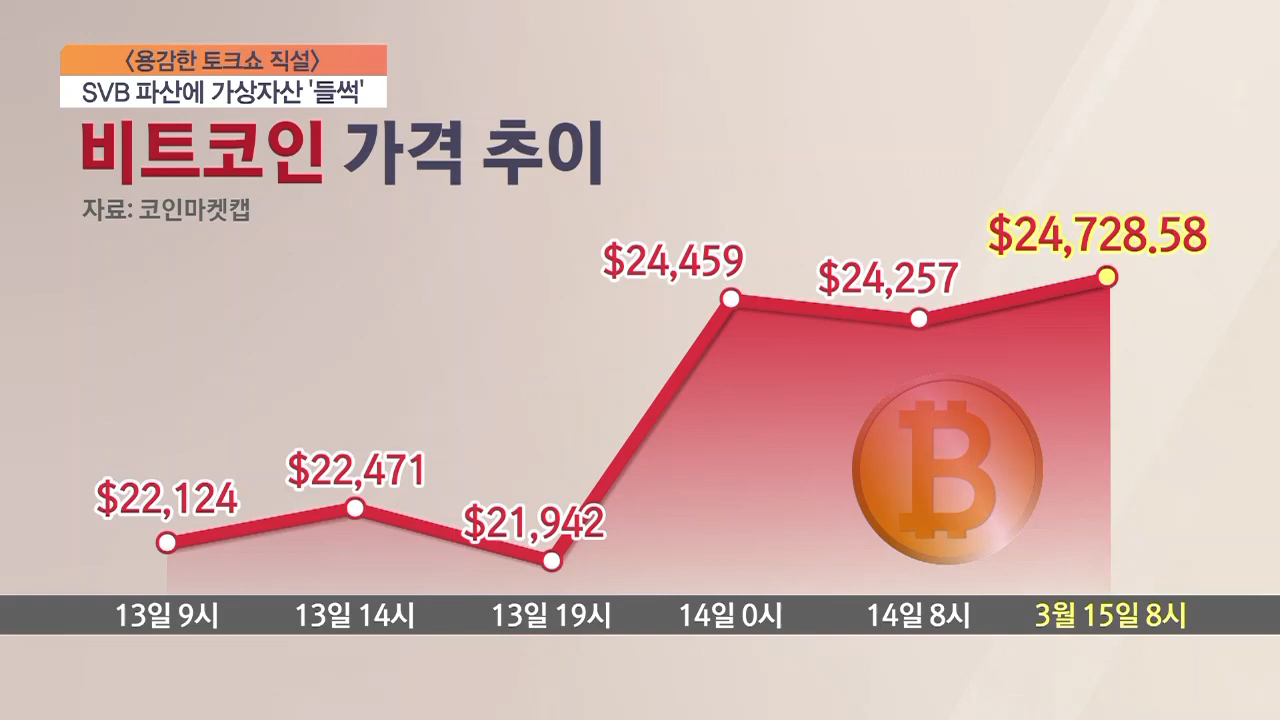 〈용감한 토크쇼 직설〉
SVB 파산에 가상자산 '들썩'
비트코인 가격 추이
자료: 코인마켓캡
$22,124
$22,471
$21,942
$24,459
$24,257
$24,728.58
13일 9시
13일 14시
13일 19시
14일 0시
14일 8시
3월 15일 8시